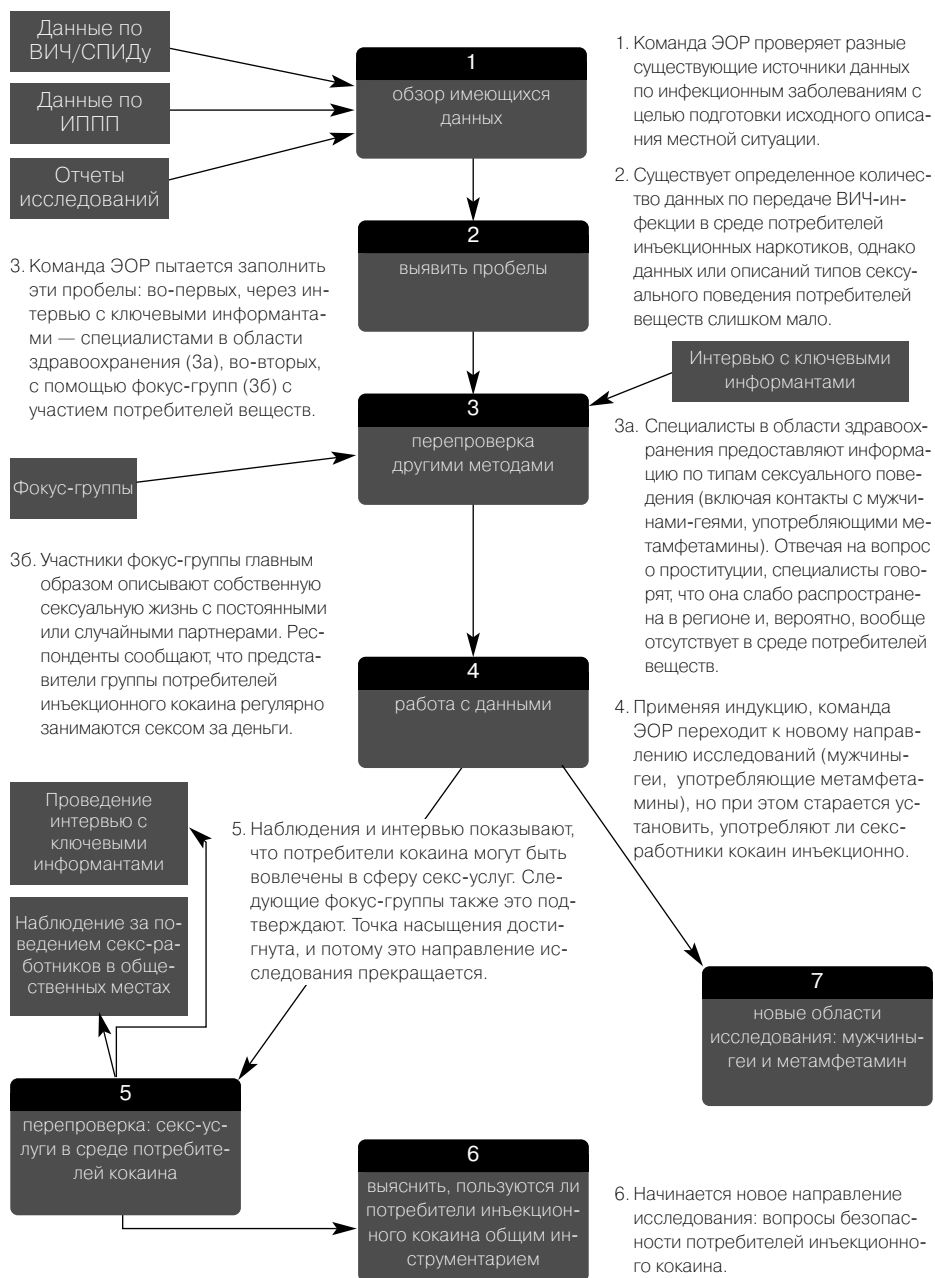 Данные по
ВИЧ/СПИДу
Данные по
ИППП
Отчеты
исследований
1
обзор имеющихся
данных
1. Команда ЭОР проверяет разные
существующие источники данных
по инфекционным заболеваниям с
целью подготовки исходного описа-
ния местной ситуации.
2
выявить пробелы
2. Существует определенное количес-
тво данных по передаче ВИЧ-ин-
фекции в среде потребителей
инъекционных наркотиков, однако
данных или описаний типов сексу-
ального поведения потребителей
веществ слишком мало.
3. Команда ЭОР пытается заполнить
эти пробелы: во-первых, через ин-
тервью с ключевыми информанта-
ми — специалистами в области
здравоохранения (3а), во-вторых,
с помощью фокус-групп (3б) с
участием потребителей веществ.
Интервью с ключевыми
информантами
3
перепроверка
другими методами
Фокус-группы
3а. Специалисты в области здравоох-
ранения предоставляют информа-
цию по типам сексуального пове-
дения (включая контакты с мужчи-
нами-геями, употребляющими ме-
тамфетамины). Отвечая на вопрос
о проституции, специалисты гово-
рят, что она слабо распростране-
на в регионе и, вероятно, вообще
отсутствует в среде потребителей
веществ.
3б. Участники фокус-группы главным
образом описывают собственную
сексуальную жизнь с постоянными
или случайными партнерами. Рес-
понденты сообщают, что предста-
вители группы потребителей
инъекционного кокаина регулярно
занимаются сексом за деньги.
4
работа с данными
4. Применяя индукцию, команда
ЭОР переходит к новому направ-
лению исследований (мужчины-
геи, употребляющие метамфета-
мины), но при этом старается ус-
тановить, употребляют ли секс-
работники кокаин инъекционно.
Проведение
интервью с
ключевыми
информантами
Наблюдение за по-
ведением секс-ра-
ботников в обще-
ственных местах
5. Наблюдения и интервью показывают,
что потребители кокаина могут быть
вовлечены в сферу секс-услуг. Сле-
дующие фокус-группы также это под-
тверждают. Точка насыщения дости-
гнута, и потому это направление ис-
следования прекращается.
7
новые области
исследования: мужчины-
геи и метамфетамин
5
перепроверка: секс-ус-
луги в среде потребите-
лей кокаина
6
выяснить, пользуются ли
потребители инъекцион-
ного кокаина общим ин-
струментарием
6. Начинается новое направление
исследования: вопросы безопас-
ности потребителей инъекционно-
го кокаина.